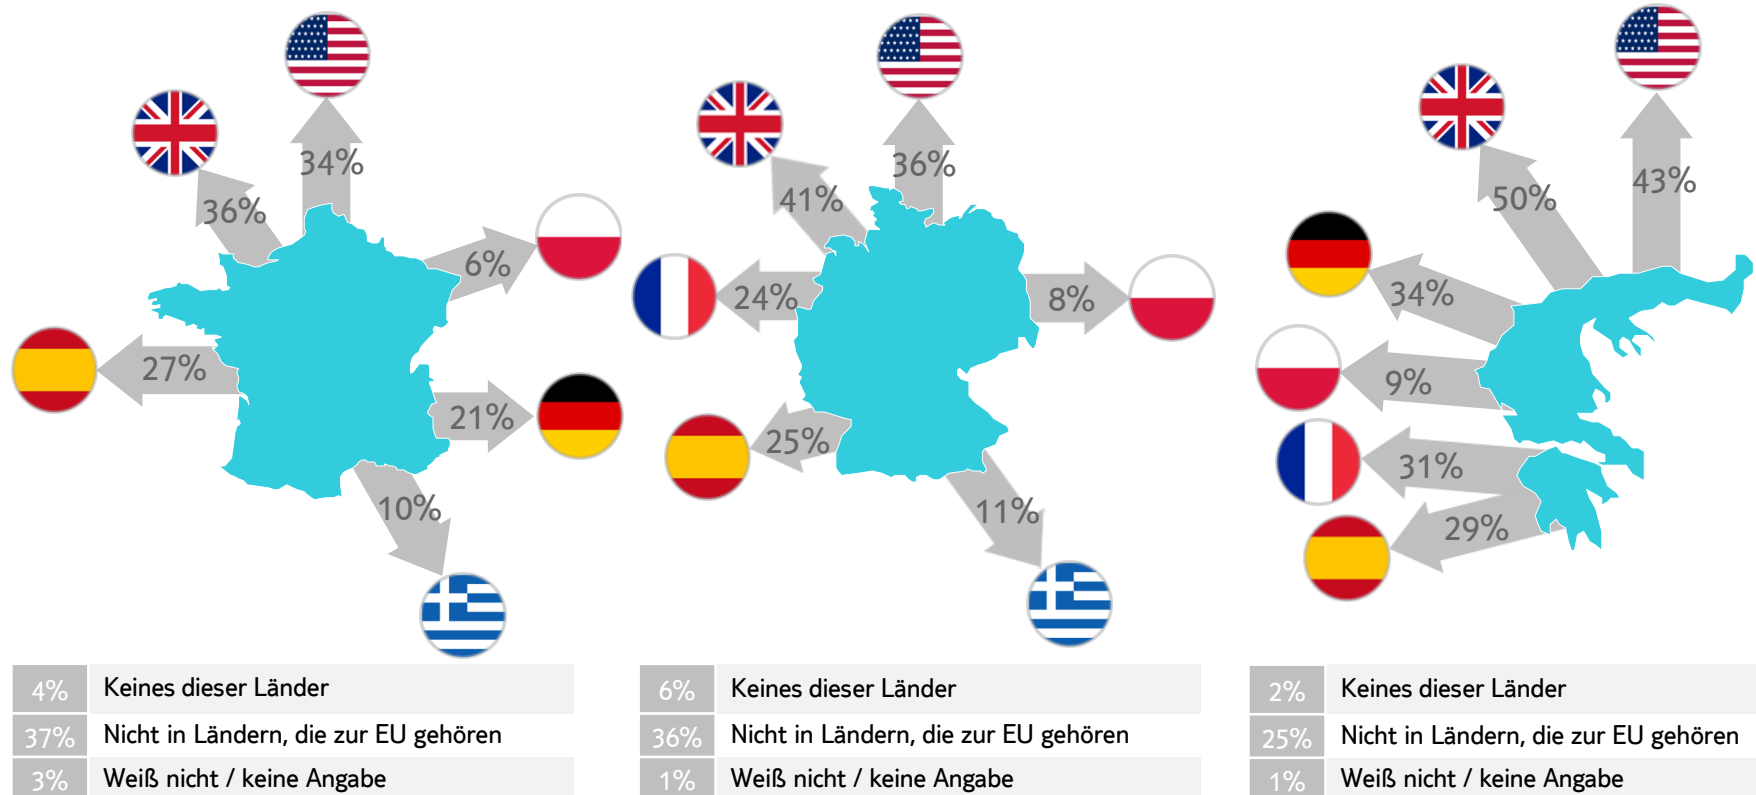 34%
36%
6%
27%
21%
10%
4% Keines dieser Länder
37% Nicht in Ländern, die zur EU gehören
3% Weiß nicht / keine Angabe
36%
41%
24%
8%
25%
11%
6% Keines dieser Länder
36% Nicht in Ländern, die zur EU gehören
1% Weiß nicht / keine Angabe
43%
50%
34%
9%
31%
29%
2% Keines dieser Länder
25% Nicht in Ländern, die zur EU gehören
1% Weiß nicht / keine Angabe